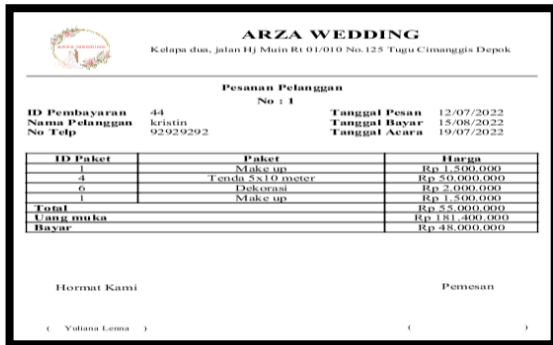 ARZA WEDDING
ARZA WEDDING
Kelapa dua, jalan Hj Muin Rt 01/010 No.125 Tugu Cimanggis Depok
Pesanan Pelanggan
No : 1
ID Pembayaran 44 Tanggal Pesan 12/07/2022
Nama Pelanggan kristin Tanggal Bayar 15/08/2022
No Telp 92929292 Tanggal Acara 19/07/2022
ID Paket Paket Harga
1 Make up Rp 1.500.000
4 Tenda 5x10 meter Rp 50.000.000
6 Dekorasi Rp 2.000.000
1 Make up Rp 1.500.000
Total Rp 55.000.000
Uang muka Rp 181.400.000
Bayar Rp 48.000.000
Hormat Kami Pemesan
( Yuliana Lenna ) ( )